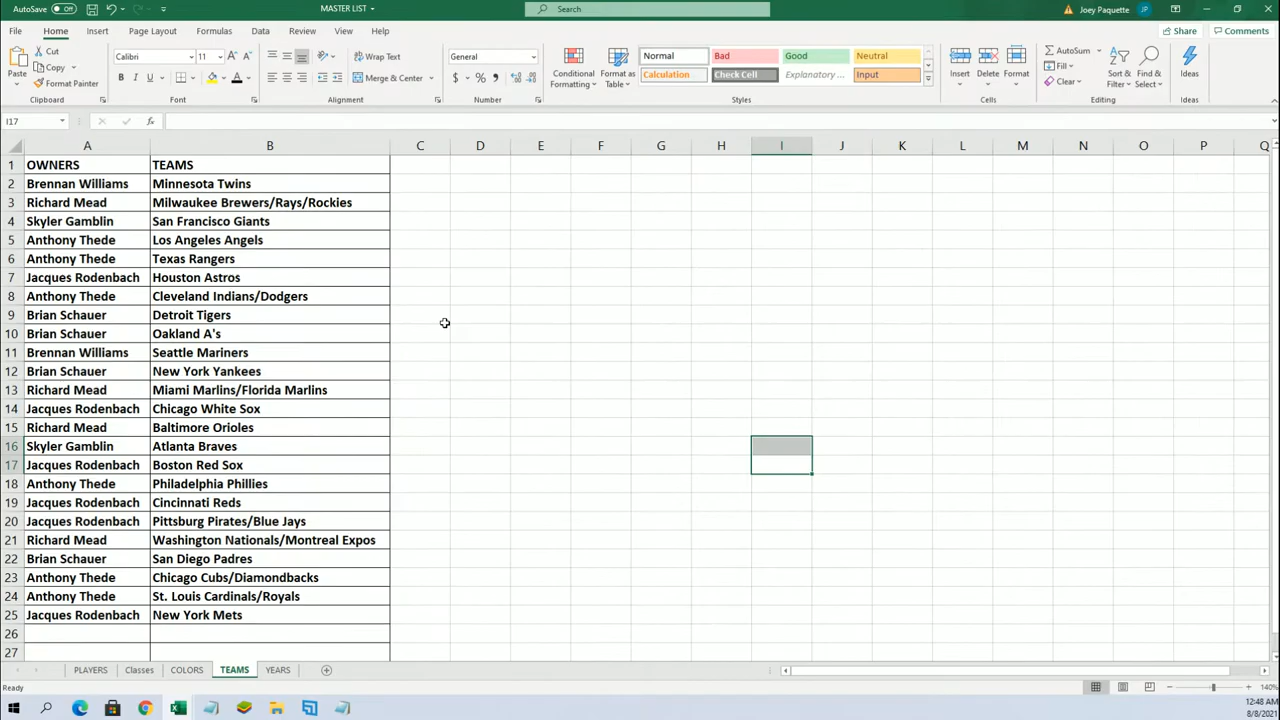 AutoSave Off MASTER LIST Search Joey Paquette JP
File Home Insert Page Layout Formulas Data Review View Help Share Comments
Paste Cut Copy Format Painter Clipboard
Calibri 11 B I U A Font
Wrap Text Merge & Center Alignment
General $ % Number
Conditional Formatting Format as Table
Normal Bad Good Neutral
Calculation Check Cell Explanatory ... Input
Styles
Insert Delete Format Cells
AutoSum Fill Clear Sort & Filter Find & Select Editing
Ideas Ideas
I17 fx
A B C D E F G H I J K L M N O P Q
1 OWNERS TEAMS
2 Brennan Williams Minnesota Twins
3 Richard Mead Milwaukee Brewers/Rays/Rockies
4 Skyler Gamblin San Francisco Giants
5 Anthony Thede Los Angeles Angels
6 Anthony Thede Texas Rangers
7 Jacques Rodenbach Houston Astros
8 Anthony Thede Cleveland Indians/Dodgers
9 Brian Schauer Detroit Tigers
10 Brian Schauer Oakland A's
11 Brennan Williams Seattle Mariners
12 Brian Schauer New York Yankees
13 Richard Mead Miami Marlins/Florida Marlins
14 Jacques Rodenbach Chicago White Sox
15 Richard Mead Baltimore Orioles
16 Skyler Gamblin Atlanta Braves
17 Jacques Rodenbach Boston Red Sox
18 Anthony Thede Philadelphia Phillies
19 Jacques Rodenbach Cincinnati Reds
20 Jacques Rodenbach Pittsburg Pirates/Blue Jays
21 Richard Mead Washington Nationals/Montreal Expos
22 Brian Schauer San Diego Padres
23 Anthony Thede Chicago Cubs/Diamondbacks
24 Anthony Thede St. Louis Cardinals/Royals
25 Jacques Rodenbach New York Mets
26
27
PLAYERS Classes COLORS TEAMS YEARS
Ready 140%
12:48 AM
8/8/2021